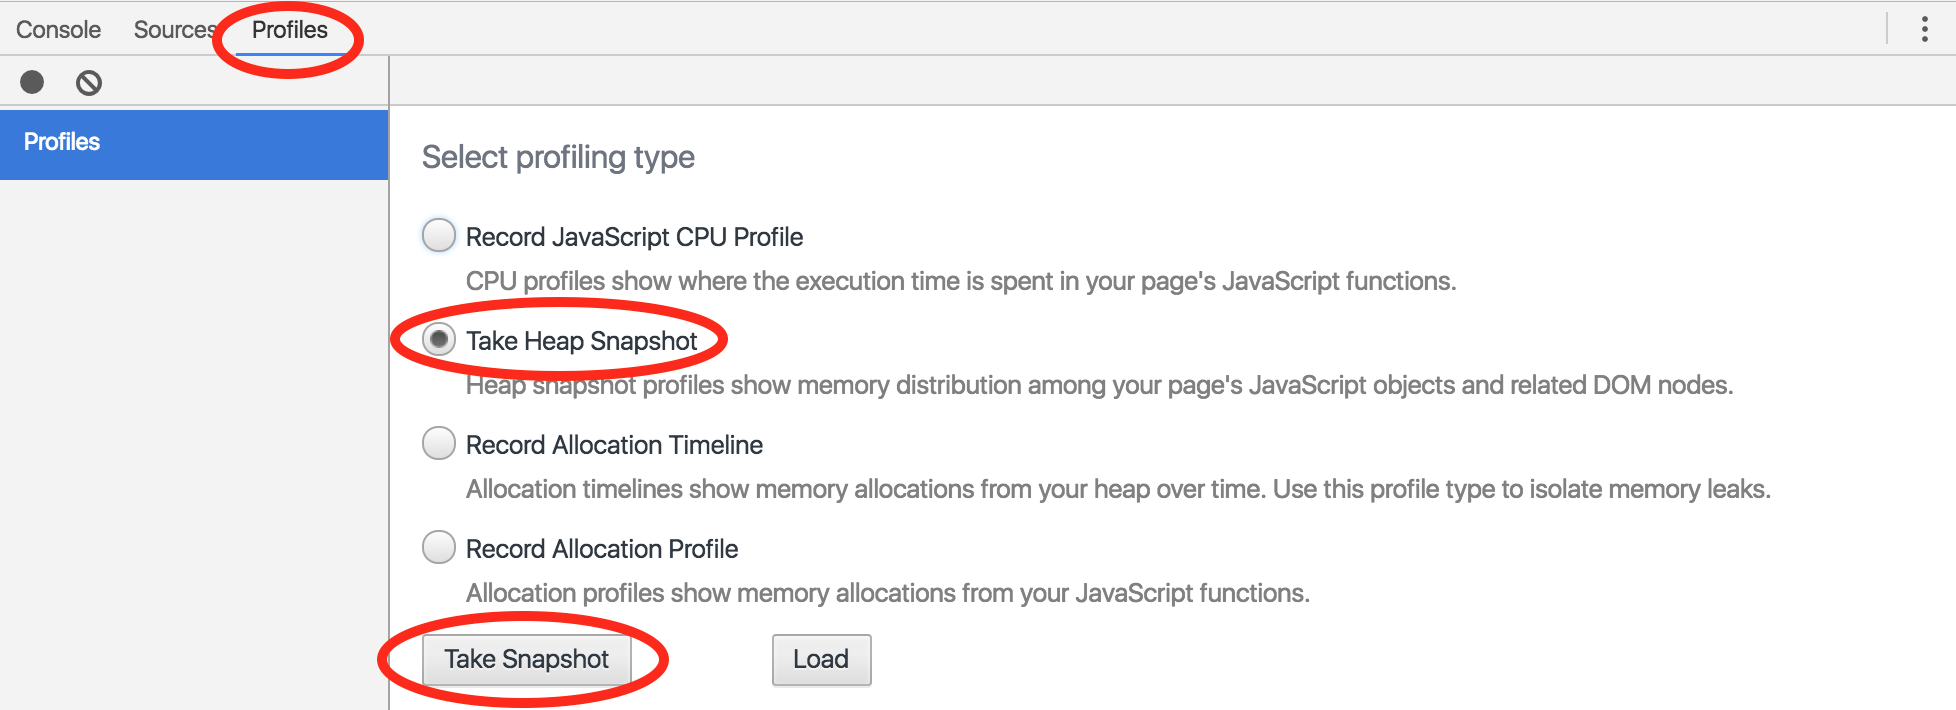 Console Sources Profiles
Profiles
Select profiling type
Record JavaScript CPU Profile
CPU profiles show where the execution time is spent in your page's JavaScript functions.
Take Heap Snapshot
Heap snapshot profiles show memory distribution among your page's JavaScript objects and related DOM nodes.
Record Allocation Timeline
Allocation timelines show memory allocations from your heap over time. Use this profile type to isolate memory leaks.
Record Allocation Profile
Allocation profiles show memory allocations from your JavaScript functions.
Take Snapshot Load